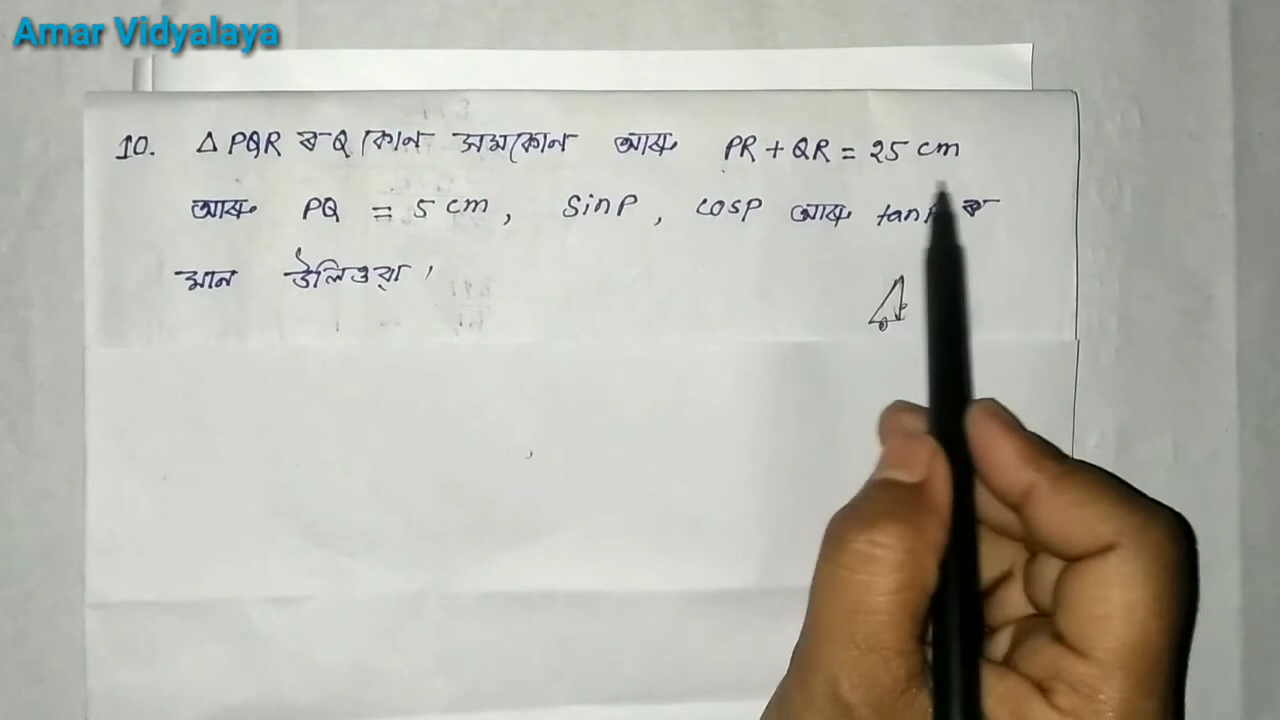 Amar Vidyalaya
10. Δ PQR ৰ Q কোন সমকোন আৰু PR + QR = 25 cm
আৰু PQ = 5 cm, sinP, cosP আৰু tanP ৰ
মান উলিওৱা।